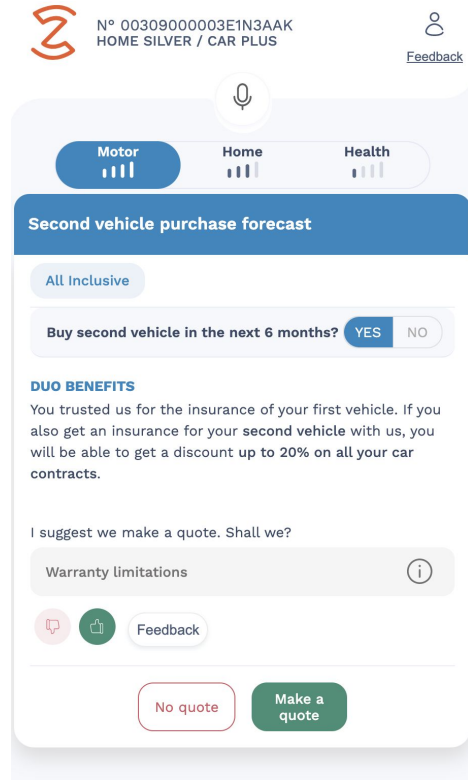 N° 00309000003E1N3AAK
HOME SILVER / CAR PLUS
Feedback
Motor
Home
Health
Second vehicle purchase forecast
All Inclusive
Buy second vehicle in the next 6 months? YES NO
DUO BENEFITS
You trusted us for the insurance of your first vehicle. If you
also get an insurance for your second vehicle with us, you
will be able to get a discount up to 20% on all your car
contracts.
I suggest we make a quote. Shall we?
Warranty limitations
Feedback
No quote
Make a
quote